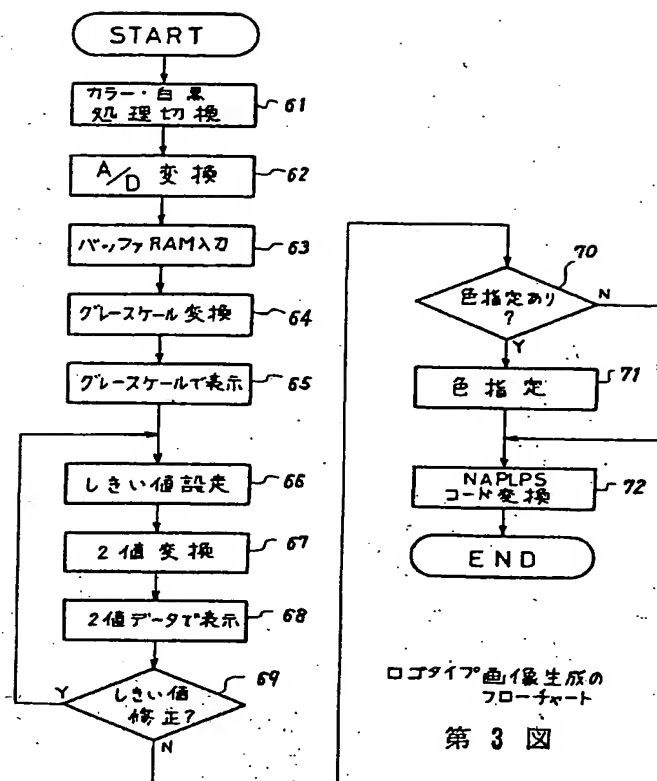 START
カラー・白黒
処理切換
61
A/D 変換
62
バッファRAM入力
63
グレースケール変換
64
グレースケールで表示
65
しきい値設定
66
2値変換
67
2値データで表示
68
しきい値
修正?
69
Y
N
70
色指定あり
?
N
Y
色指定
71
NAPLPS
コード変換
72
END
ロゴタイプ画像生成の
フローチャート
第 3 図